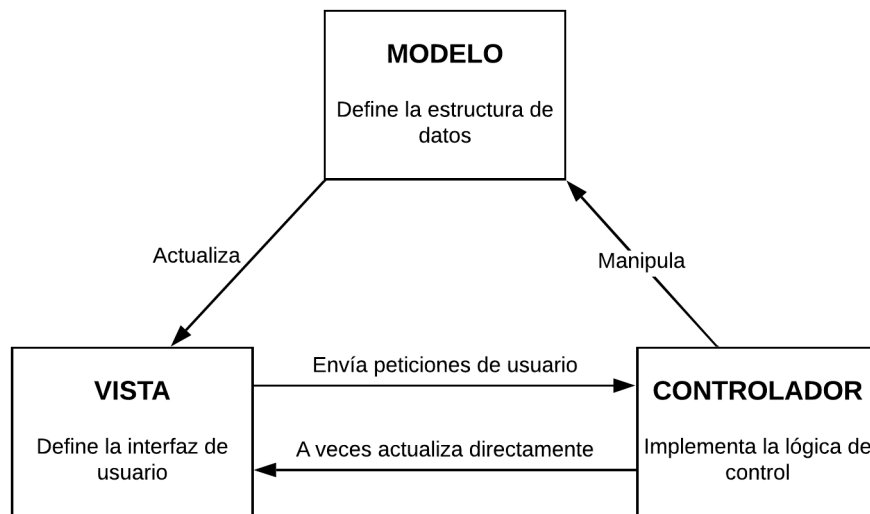 MODELO
Define la estructura de
datos
Actualiza
Manipula
Envía peticiones de usuario
VISTA
Define la interfaz de
usuario
A veces actualiza directamente
CONTROLADOR
Implementa la lógica de
control